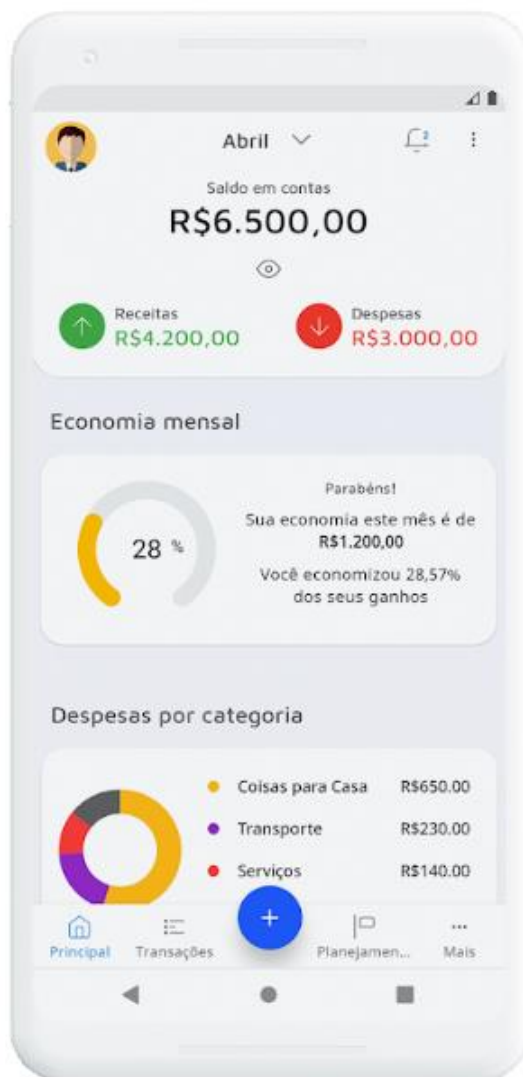 Abril
2
Saldo em contas
R$6.500,00
Receitas
R$4.200,00
Despesas
R$3.000,00
Economia mensal
28 %
Parabéns!
Sua economia este mês é de
R$1.200,00
Você economizou 28,57%
dos seus ganhos
Despesas por categoria
Coisas para Casa R$650.00
Transporte R$230.00
Serviços R$140.00
+
Principal
Transações
Planejamen...
Mais